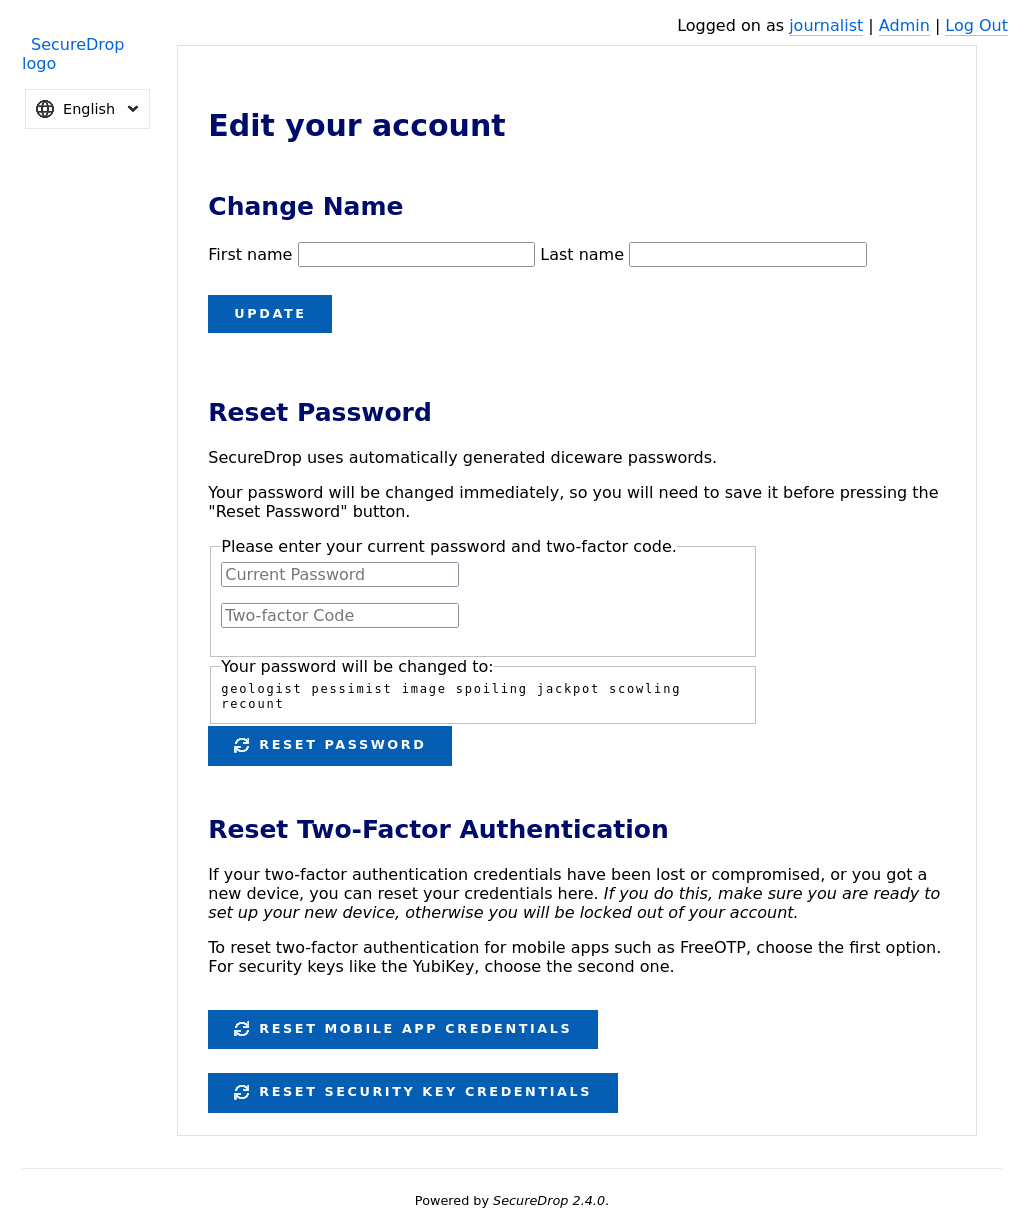 Logged on as journalist | Admin | Log Out
SecureDrop
logo
English
Edit your account
Change Name
First name Last name
UPDATE
Reset Password
SecureDrop uses automatically generated diceware passwords.
Your password will be changed immediately, so you will need to save it before pressing the
"Reset Password" button.
Please enter your current password and two-factor code.
Current Password
Two-factor Code
Your password will be changed to:
geologist pessimist image spoiling jackpot scowling
recount
RESET PASSWORD
Reset Two-Factor Authentication
If your two-factor authentication credentials have been lost or compromised, or you got a
new device, you can reset your credentials here. If you do this, make sure you are ready to
set up your new device, otherwise you will be locked out of your account.
To reset two-factor authentication for mobile apps such as FreeOTP, choose the first option.
For security keys like the YubiKey, choose the second one.
RESET MOBILE APP CREDENTIALS
RESET SECURITY KEY CREDENTIALS
Powered by SecureDrop 2.4.0.